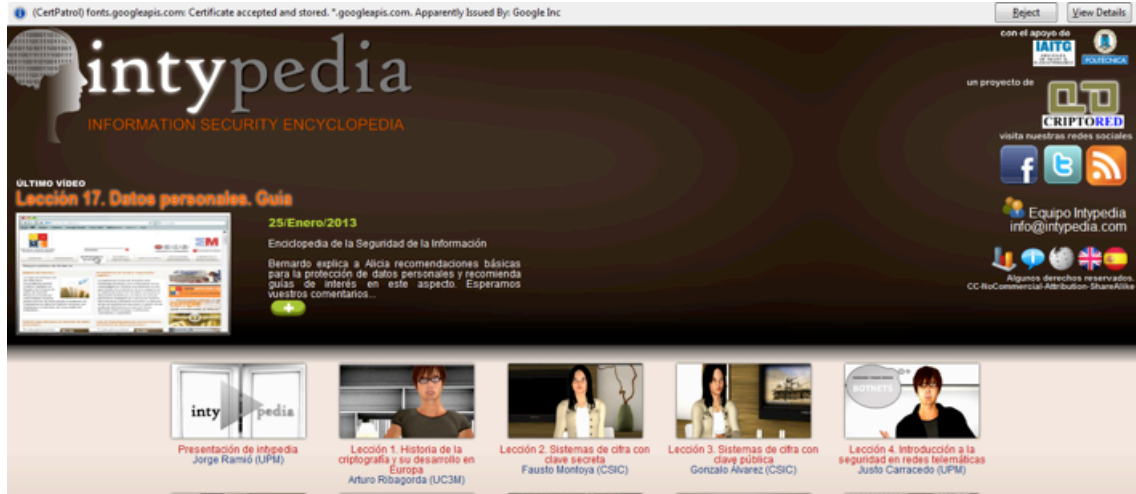 (CertPatrol) fonts.googleapis.com: Certificate accepted and stored. *.googleapis.com. Apparently Issued By: Google Inc
Reject
View Details
intypedia
INFORMATION SECURITY ENCYCLOPEDIA
con el apoyo de
IAITG
POLITÉCNICA
un proyecto de
CRIPTORED
visita nuestras redes sociales
ÚLTIMO VÍDEO
Lección 17. Datos personales. Guía
25/Enero/2013
Enciclopedia de la Seguridad de la Información
Bernardo explica a Alicia recomendaciones básicas
para la protección de datos personales y recomienda
guías de interés en este aspecto. Esperamos
vuestros comentarios...
Equipo Intypedia
info@intypedia.com
Algunos derechos reservados.
CC-NoCommercial-Attribution-ShareAlike
inty pedia
BOTNETS
Presentación de intypedia
Jorge Ramió (UPM)
Lección 1. Historia de la
criptografía y su desarrollo en
Europa
Arturo Ribagorda (UC3M)
Lección 2. Sistemas de cifra con
clave secreta
Fausto Montoya (CSIC)
Lección 3. Sistemas de cifra con
clave pública
Gonzalo Álvarez (CSIC)
Lección 4. Introducción a la
seguridad en redes telemáticas
Justo Carracedo (UPM)